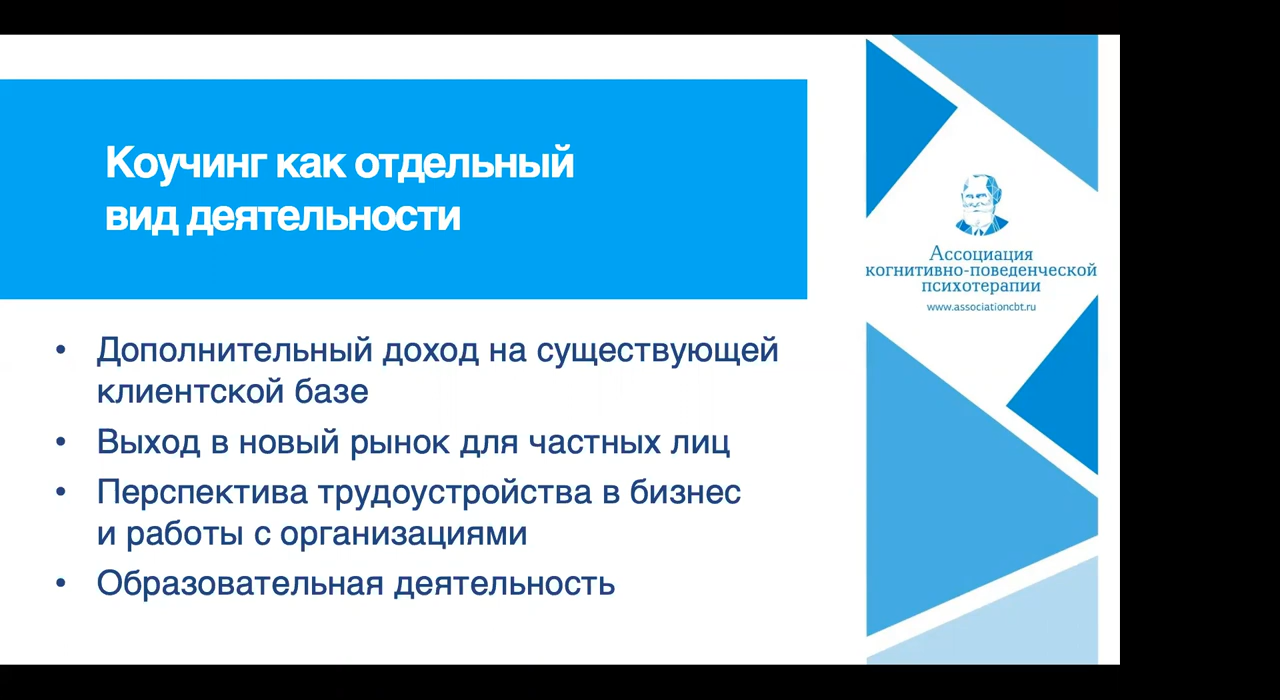 Коучинг как отдельный
вид деятельности
• Дополнительный доход на существующей
клиентской базе
• Выход в новый рынок для частных лиц
• Перспектива трудоустройства в бизнес
и работы с организациями
• Образовательная деятельность
Ассоциация
когнитивно-поведенческой
психотерапии
www.associationcbt.ru